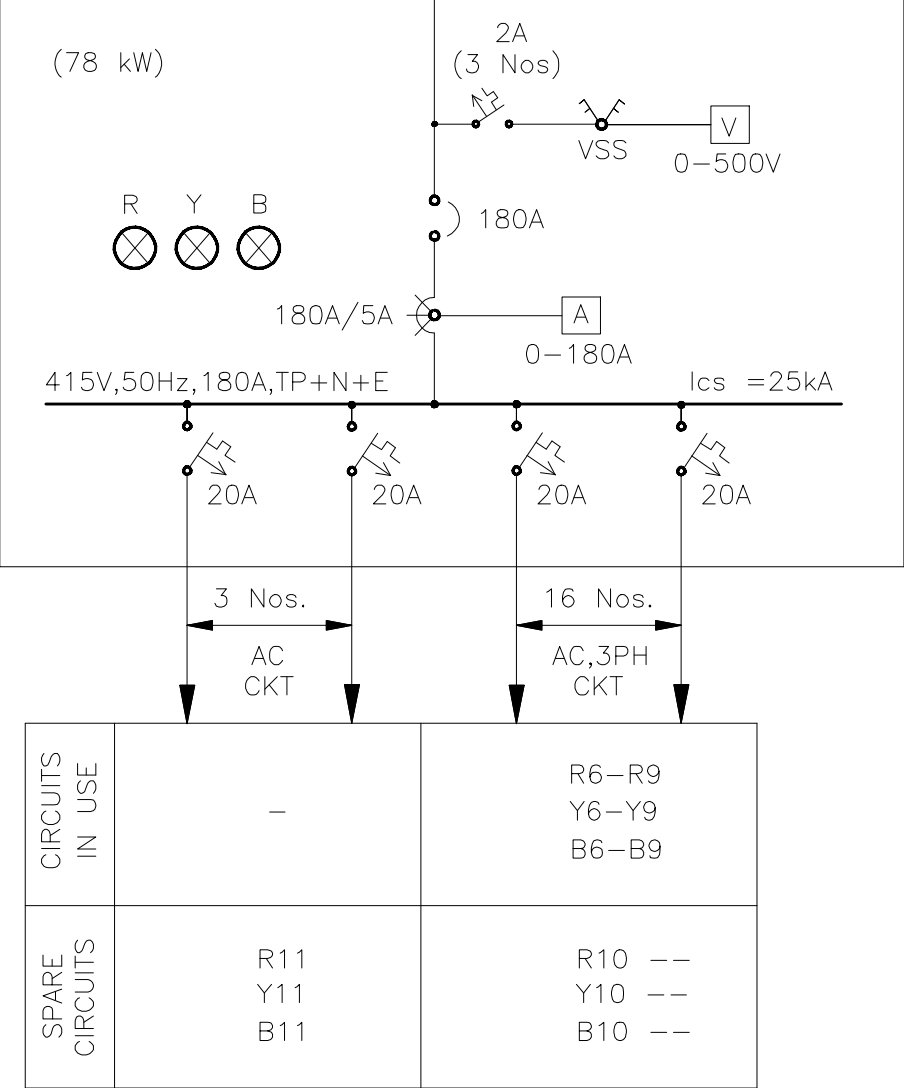 2A
(78 kW)
(3 Nos)
V
VSS
0-500V
R Y B
180A
180A/5A
A
0-180A
415V,50Hz,180A,TP+N+E
Ics =25kA
20A
20A
20A
20A
3 Nos.
AC
CKT
16 Nos.
AC,3PH
CKT
CIRCUITS
IN USE
-
R6-R9
Y6-Y9
B6-B9
SPARE
CIRCUITS
R11
Y11
B11
R10 --
Y10 --
B10 --